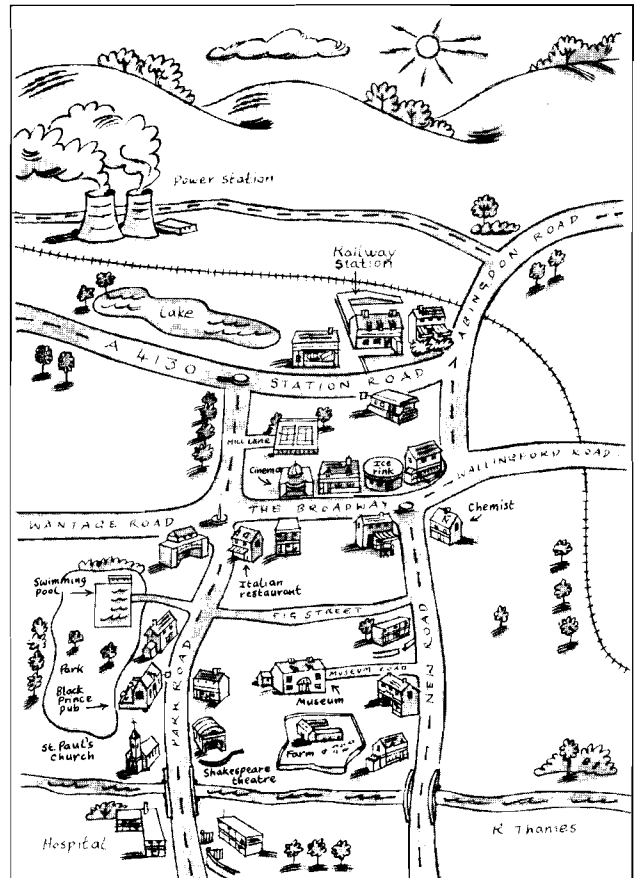 Power Station
Railway
Station
ABINGDON ROAD
Lake
A 4130
STATION ROAD
MILL LANE
Cinema
Ice
rink
WALLINGFORD ROAD
THE BROADWAY
WANTAGE ROAD
Chemist
Italian
restaurant
Swimming
pool
FIG STREET
NEW ROAD
Park
MUSEUM ROAD
Museum
Black
Prince
pub
PARK ROAD
St. Paul's
church
Farm
Shakespeare
theatre
Hospital
R Thames